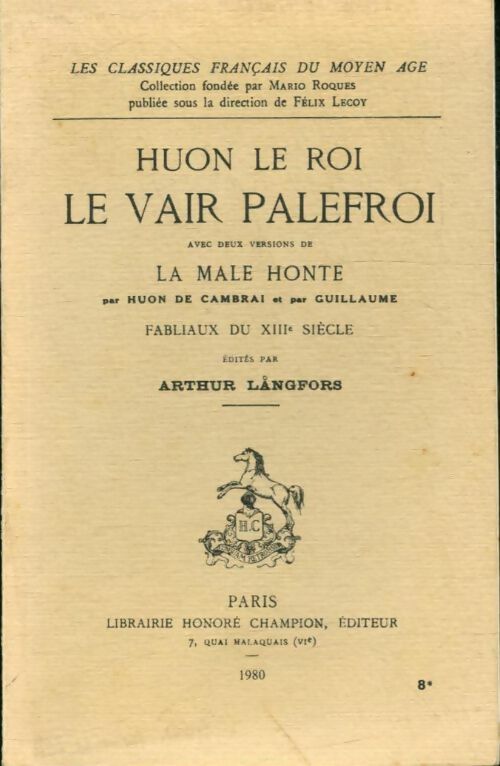 LES CLASSIQUES FRANÇAIS DU MOYEN AGE
Collection fondée par MARIO ROQUES
publiée sous la direction de FÉLIX LECOY
HUON LE ROI
LE VAIR PALEFROI
AVEC DEUX VERSIONS DE
LA MALE HONTE
par HUON DE CAMBRAI et par GUILLAUME
FABLIAUX DU XIIIe SIÈCLE
ÉDITÉS PAR
ARTHUR LÅNGFORS
H.C
PARIS
LIBRAIRIE HONORÉ CHAMPION, ÉDITEUR
7, QUAI MALAQUAIS (VIe)
1980
8*